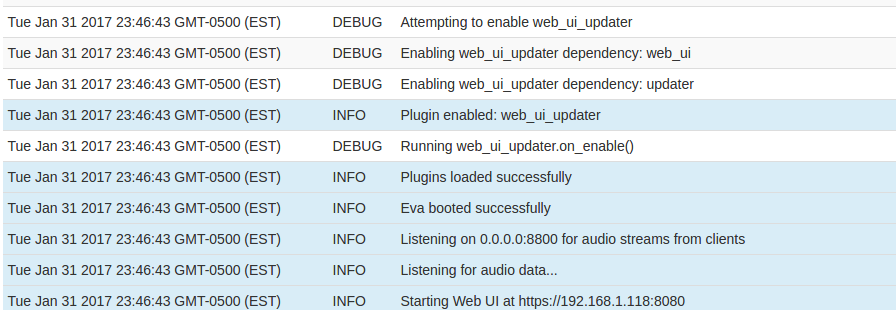 Tue Jan 31 2017 23:46:43 GMT-0500 (EST) DEBUG Attempting to enable web_ui_updater
Tue Jan 31 2017 23:46:43 GMT-0500 (EST) DEBUG Enabling web_ui_updater dependency: web_ui
Tue Jan 31 2017 23:46:43 GMT-0500 (EST) DEBUG Enabling web_ui_updater dependency: updater
Tue Jan 31 2017 23:46:43 GMT-0500 (EST) INFO Plugin enabled: web_ui_updater
Tue Jan 31 2017 23:46:43 GMT-0500 (EST) DEBUG Running web_ui_updater.on_enable()
Tue Jan 31 2017 23:46:43 GMT-0500 (EST) INFO Plugins loaded successfully
Tue Jan 31 2017 23:46:43 GMT-0500 (EST) INFO Eva booted successfully
Tue Jan 31 2017 23:46:43 GMT-0500 (EST) INFO Listening on 0.0.0.0:8800 for audio streams from clients
Tue Jan 31 2017 23:46:43 GMT-0500 (EST) INFO Listening for audio data...
Tue Jan 31 2017 23:46:43 GMT-0500 (EST) INFO Starting Web UI at https://192.168.1.118:8080